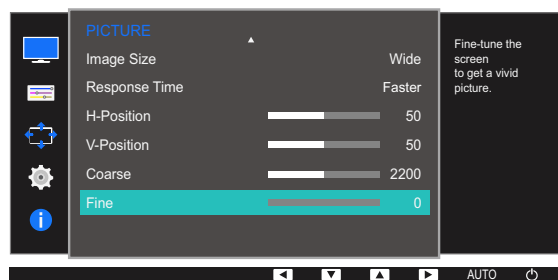 PICTURE
Image Size Wide
Response Time Faster
H-Position 50
V-Position 50
Coarse 2200
Fine 0
Fine-tune the
screen
to get a vivid
picture.
AUTO